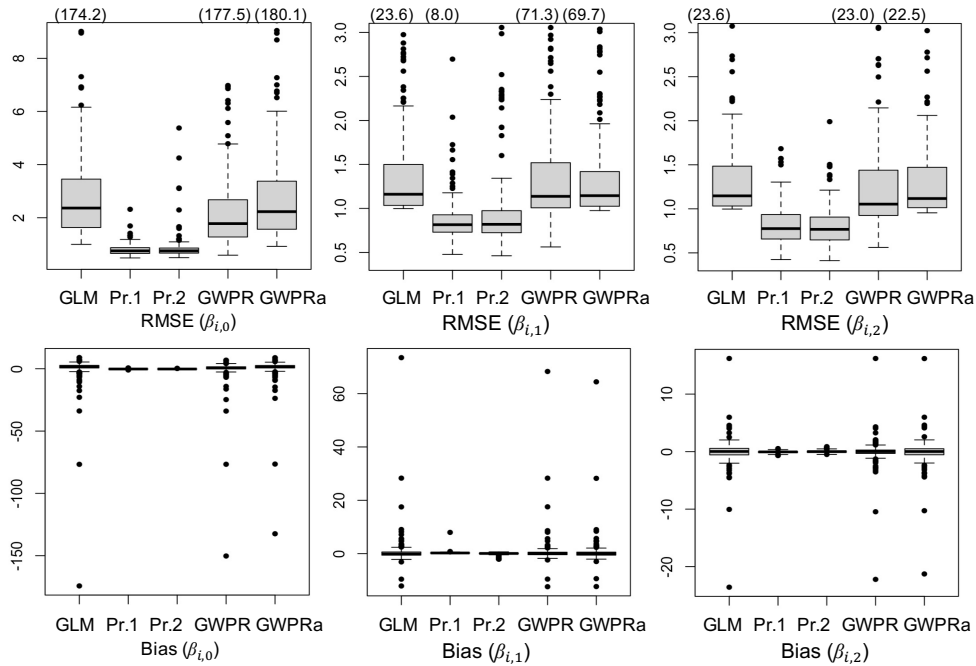 (174.2) (177.5) (180.1)
8
6
4
2
GLM Pr.1 Pr.2 GWPR GWPRa
RMSE (βi,0)
(23.6) (8.0) (71.3) (69.7)
3.0
2.5
2.0
1.5
1.0
0.5
GLM Pr.1 Pr.2 GWPR GWPRa
RMSE (βi,1)
(23.6) (23.0) (22.5)
3.0
2.5
2.0
1.5
1.0
0.5
GLM Pr.1 Pr.2 GWPR GWPRa
RMSE (βi,2)
0
-50
-100
-150
GLM Pr.1 Pr.2 GWPR GWPRa
Bias (βi,0)
60
40
20
0
GLM Pr.1 Pr.2 GWPR GWPRa
Bias (βi,1)
10
0
-10
-20
GLM Pr.1 Pr.2 GWPR GWPRa
Bias (βi,2)